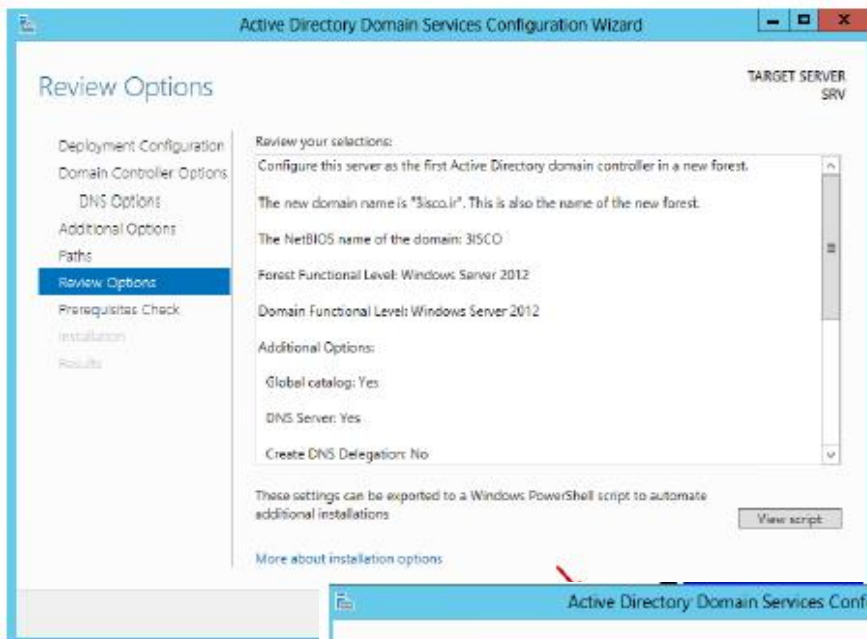 Active Directory Domain Services Configuration Wizard
Review Options
TARGET SERVER
SRV
Deployment Configuration
Domain Controller Options
DNS Options
Additional Options
Paths
Review Options
Prerequisites Check
Installation
Results
Review your selections:
Configure this server as the first Active Directory domain controller in a new forest.
The new domain name is "3isco.ir". This is also the name of the new forest.
The NetBIOS name of the domain: 3ISCO
Forest Functional Level: Windows Server 2012
Domain Functional Level: Windows Server 2012
Additional Options:
Global catalog: Yes
DNS Server: Yes
Create DNS Delegation: No
These settings can be exported to a Windows PowerShell script to automate
additional installations
View script
More about installation options
Active Directory Domain Services Conf